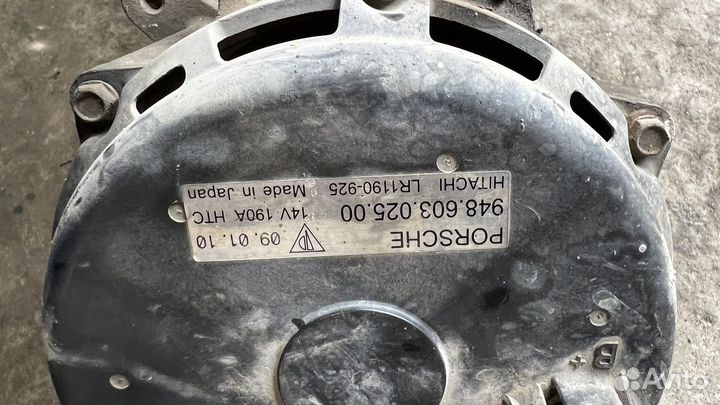 PORSCHE 09.01.10
948.603.025.00 14V 190A HTC
HITACHI LR1190-925 Made in Japan
B+
Avito